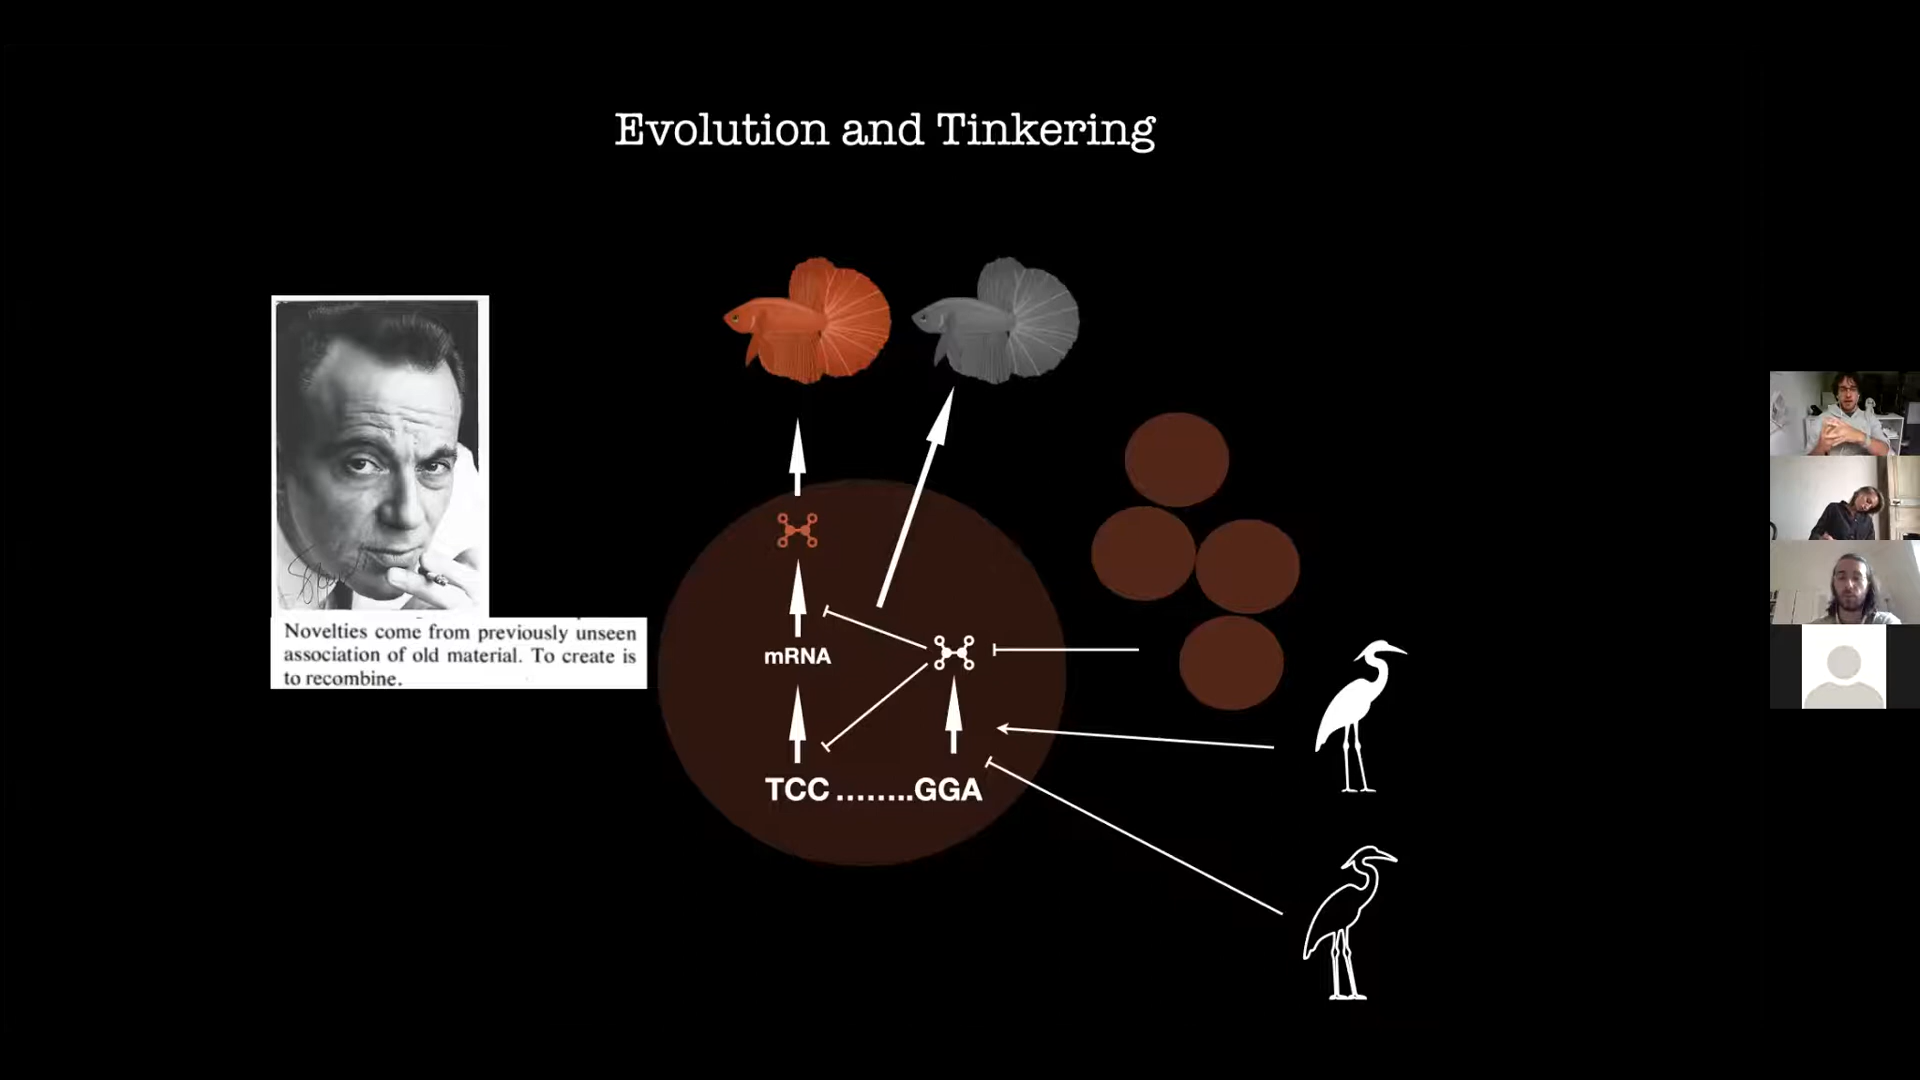 Evolution and Tinkering
Novelties come from previously unseen
association of old material. To create is
to recombine.
mRNA
TCC ........GGA